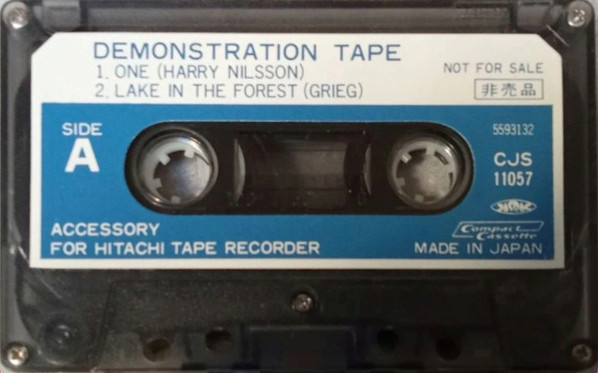 DEMONSTRATION TAPE
1. ONE (HARRY NILSSON)
2. LAKE IN THE FOREST (GRIEG)
NOT FOR SALE
非売品
SIDE
A
5593132
CJS
11057
ACCESSORY
FOR HITACHI TAPE RECORDER
Compact
Cassette
MADE IN JAPAN